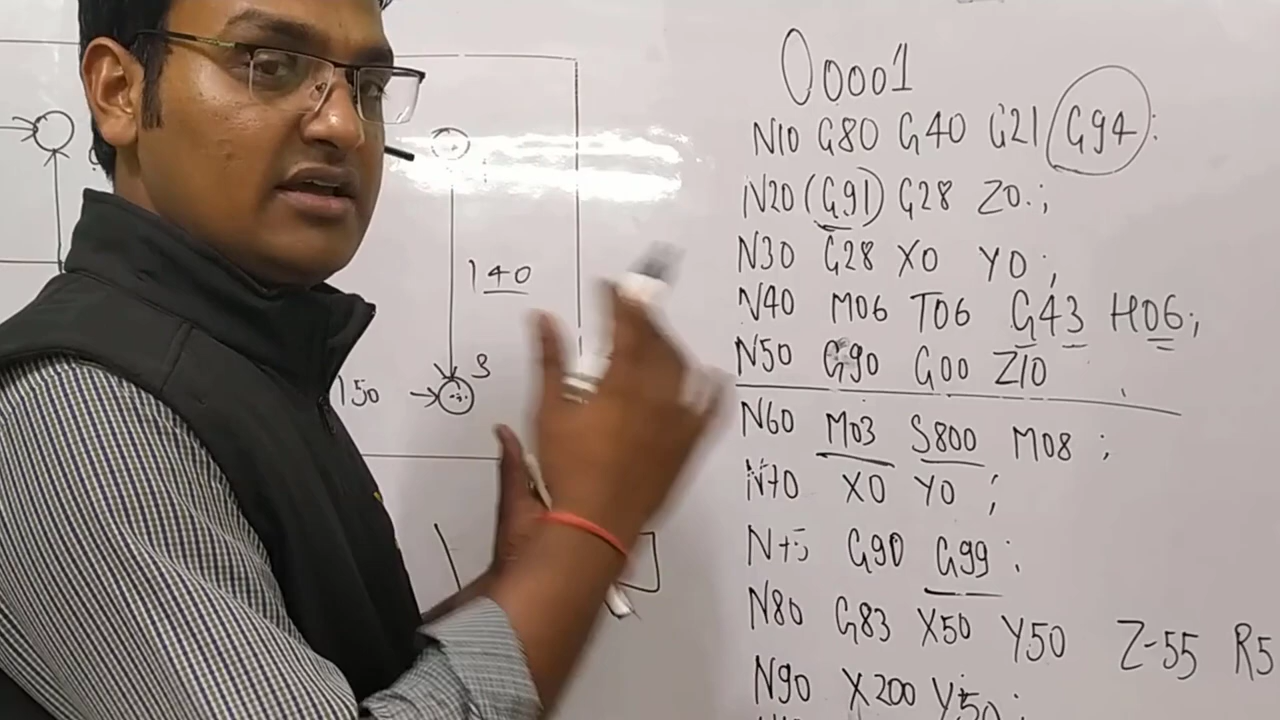 O0001
N10 G80 G40 G21 G94 ;
N20 (G91) G28 Z0. ;
N30 G28 X0 Y0 ;
N40 M06 T06 G43 H06 ;
N50 G90 G00 Z10
N60 M03 S800 M08 ;
N70 X0 Y0 ;
N75 G90 G99 ;
N80 G83 X50 Y50 Z-55 R5
N90 X200 Y50 ;
140
3
150